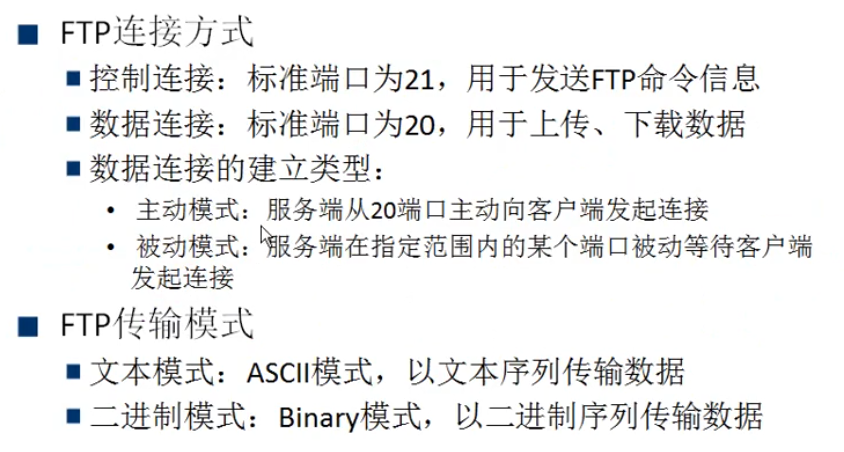 FTP连接方式
控制连接：标准端口为21，用于发送FTP命令信息
数据连接：标准端口为20，用于上传、下载数据
数据连接的建立类型：
• 主动模式：服务端从20端口主动向客户端发起连接
• 被动模式：服务端在指定范围内的某个端口被动等待客户端
发起连接
FTP传输模式
文本模式：ASCII模式，以文本序列传输数据
二进制模式：Binary模式，以二进制序列传输数据